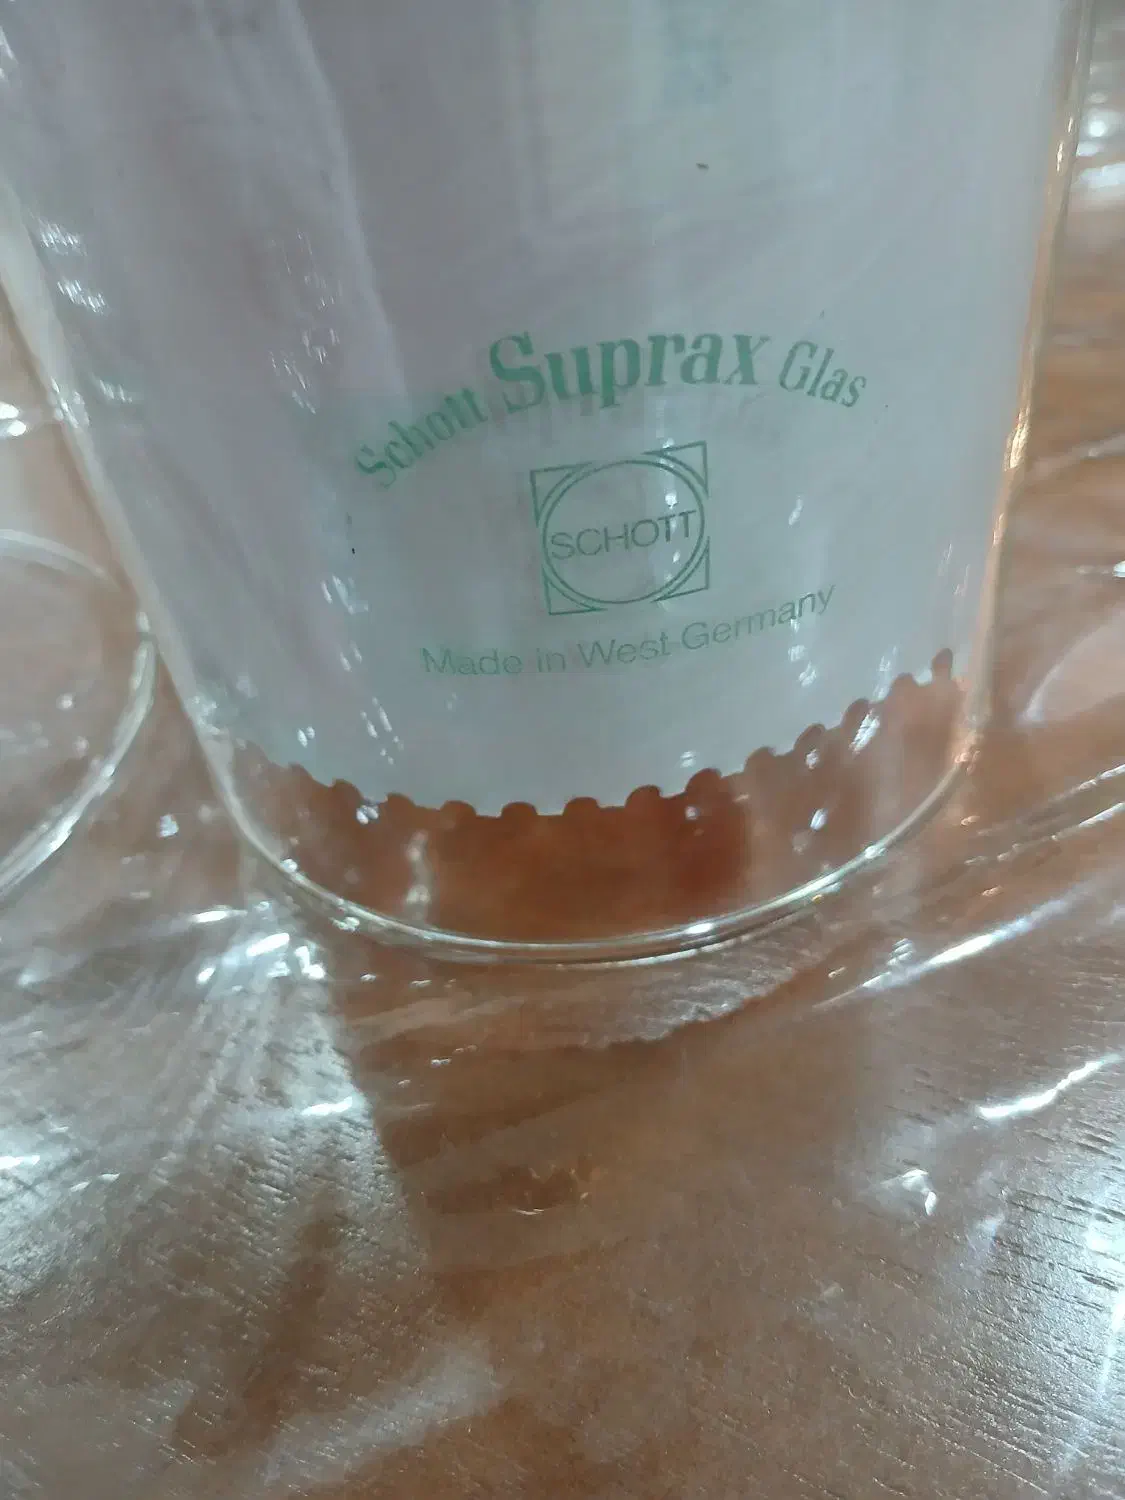 Schott Suprax Glas
SCHOTT
Made in West-Germany